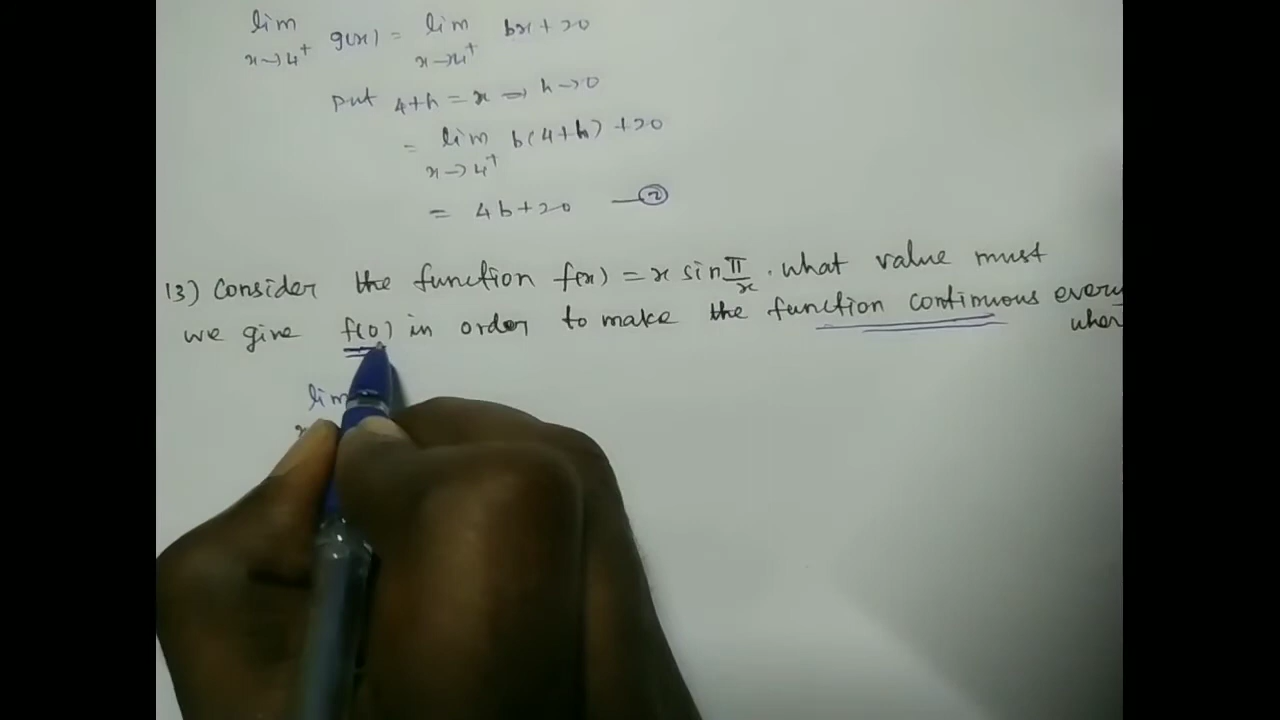 lim g(x) = lim bx + 20
x→4⁺ x→4⁺
put 4+h = x ⇒ h→0
= lim b(4+h) + 20
x→4⁺
= 4b+20 —②
13) Consider the function f(x) = x sin π/x . what value must
we give f(0) in order to make the function continuous every
wher
lim